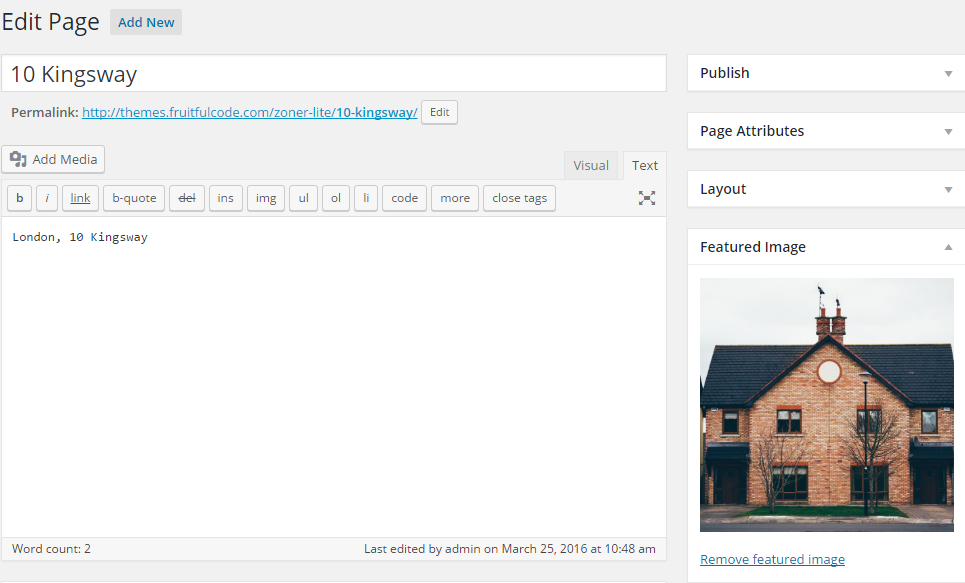 Edit Page Add New
10 Kingsway
Permalink: http://themes.fruitfulcode.com/zoner-lite/10-kingsway/ Edit
Add Media
Visual Text
b i link b-quote del ins img ul ol li code more close tags
London, 10 Kingsway
Word count: 2 Last edited by admin on March 25, 2016 at 10:48 am
Publish
Page Attributes
Layout
Featured Image
Remove featured image